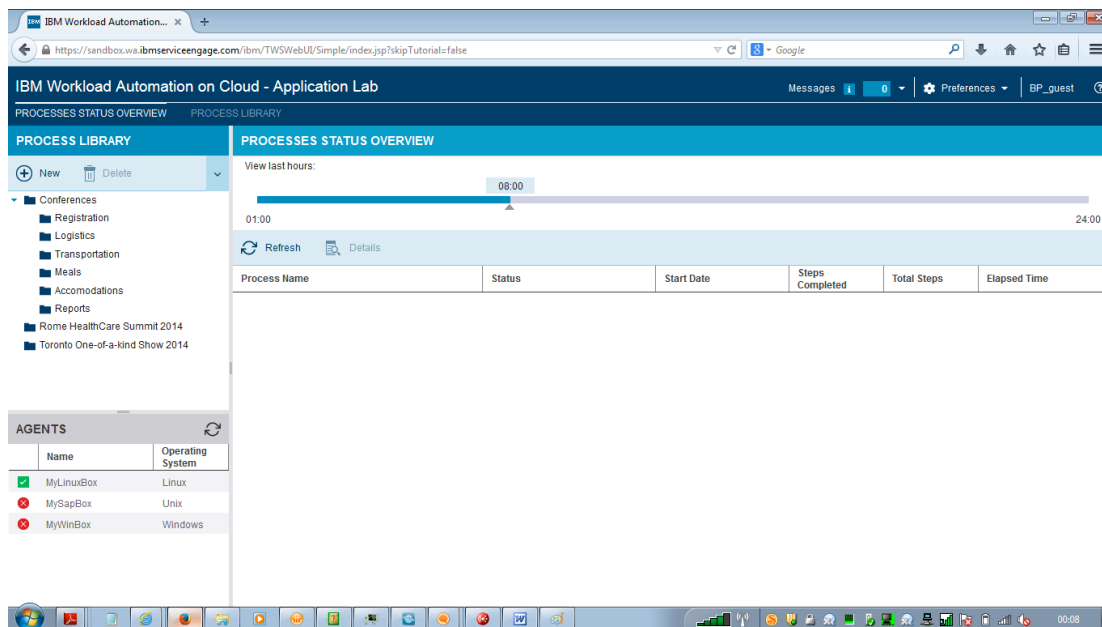 IBM IBM Workload Automation... × +
https://sandbox.wa.ibmserviceengage.com/ibm/TWSWebUI/Simple/index.jsp?skipTutorial=false
8 Google
IBM Workload Automation on Cloud - Application Lab
Messages i 0 Preferences BP_guest ?
PROCESSES STATUS OVERVIEW PROCESS LIBRARY
PROCESS LIBRARY
New Delete
Conferences
Registration
Logistics
Transportation
Meals
Accomodations
Reports
Rome HealthCare Summit 2014
Toronto One-of-a-kind Show 2014
AGENTS
Name Operating System
MyLinuxBox Linux
MySapBox Unix
MyWinBox Windows
PROCESSES STATUS OVERVIEW
View last hours:
08:00
01:00 24:00
Refresh Details
Process Name Status Start Date Steps Completed Total Steps Elapsed Time
00:08